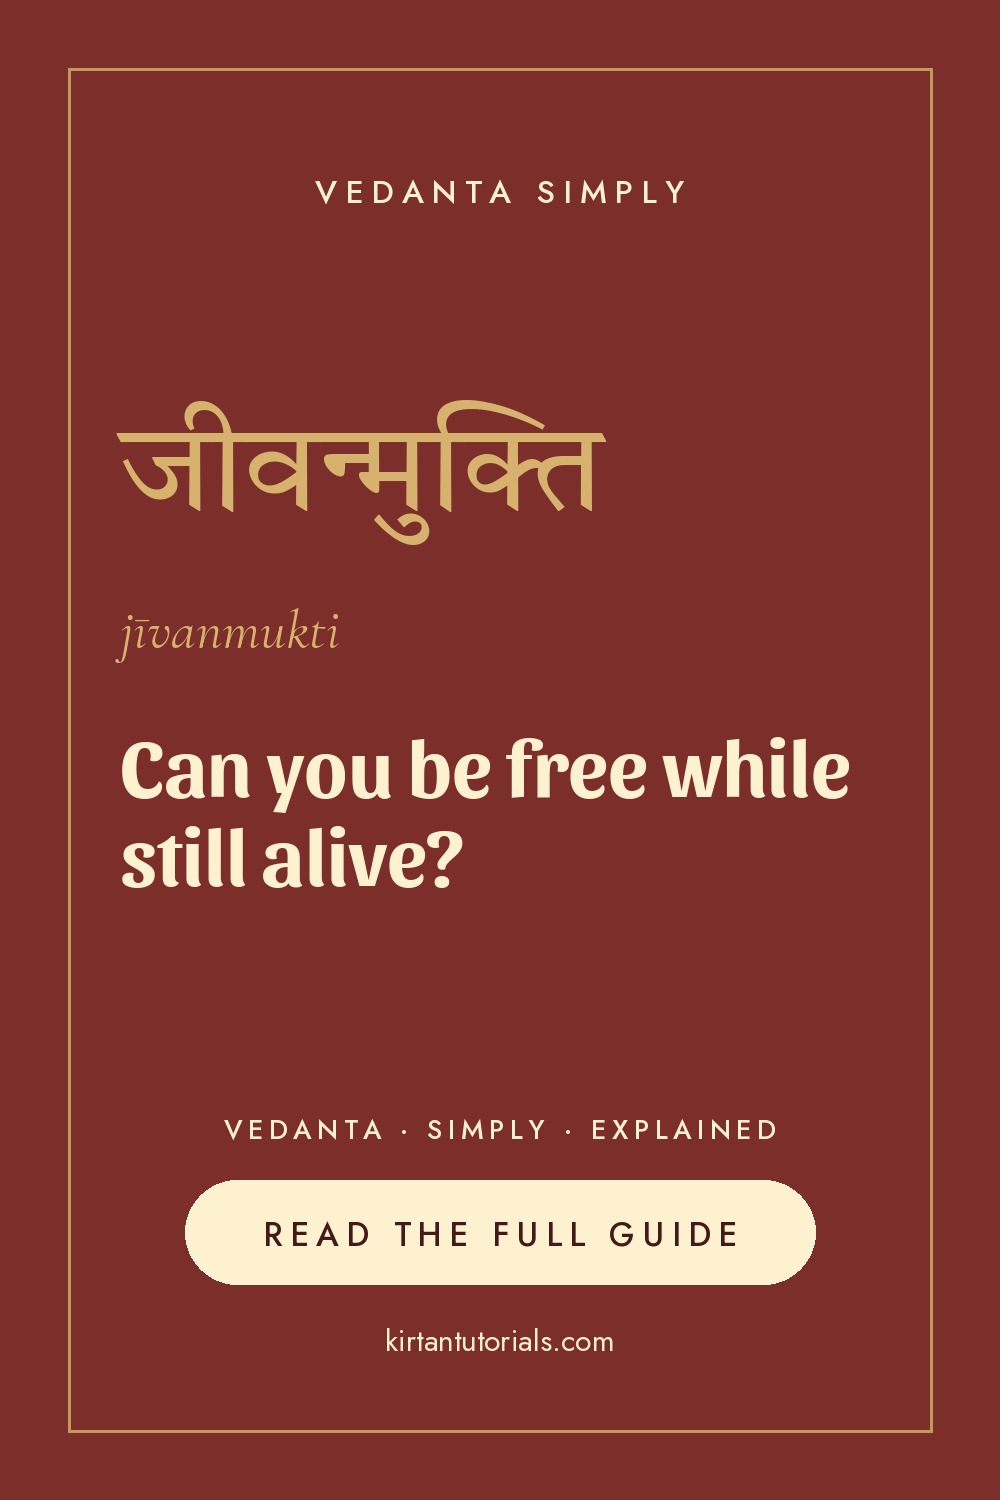 VEDANTA SIMPLY
जीवन्मुक्ति
jīvanmukti
Can you be free while
still alive?
VEDANTA · SIMPLY · EXPLAINED
READ THE FULL GUIDE
kirtantutorials.com